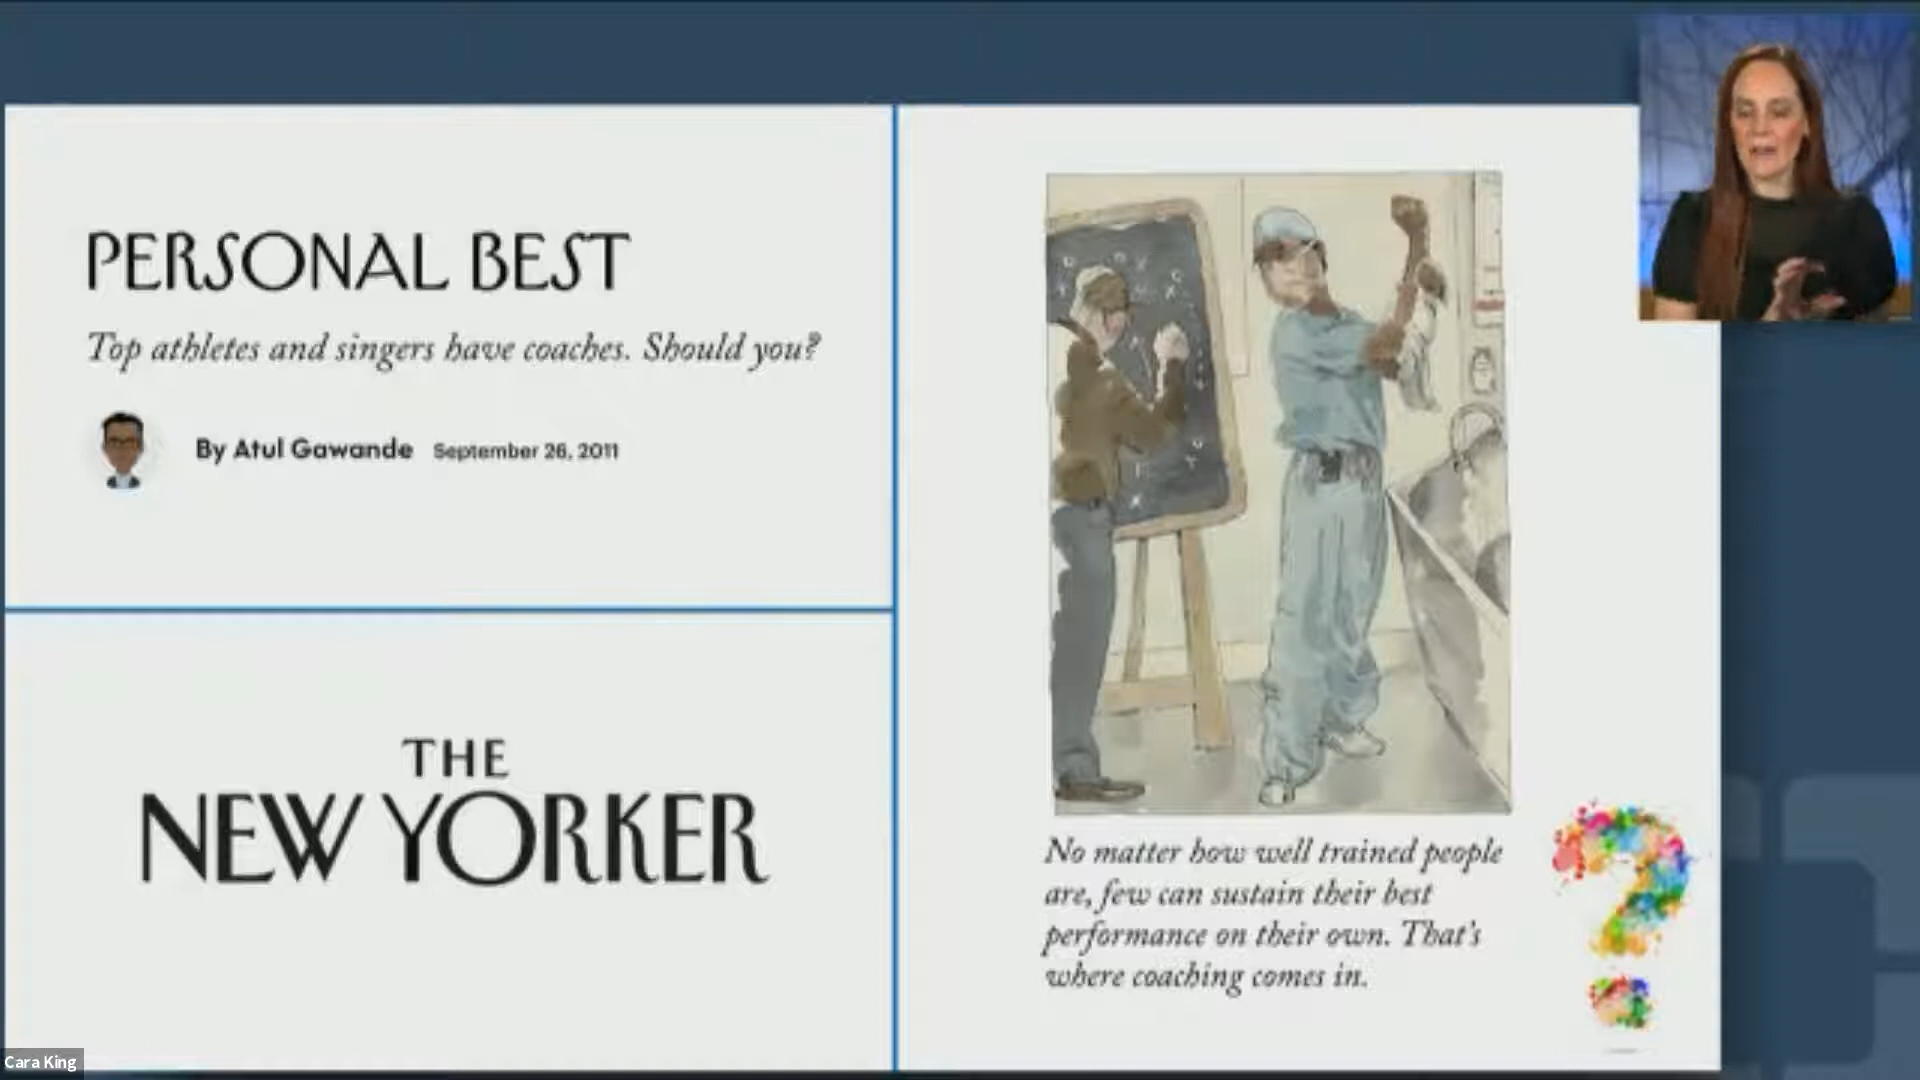 PERSONAL BEST
Top athletes and singers have coaches. Should you?
By Atul Gawande September 26, 2011
THE
NEW YORKER
No matter how well trained people
are, few can sustain their best
performance on their own. That's
where coaching comes in.
?
Cara King